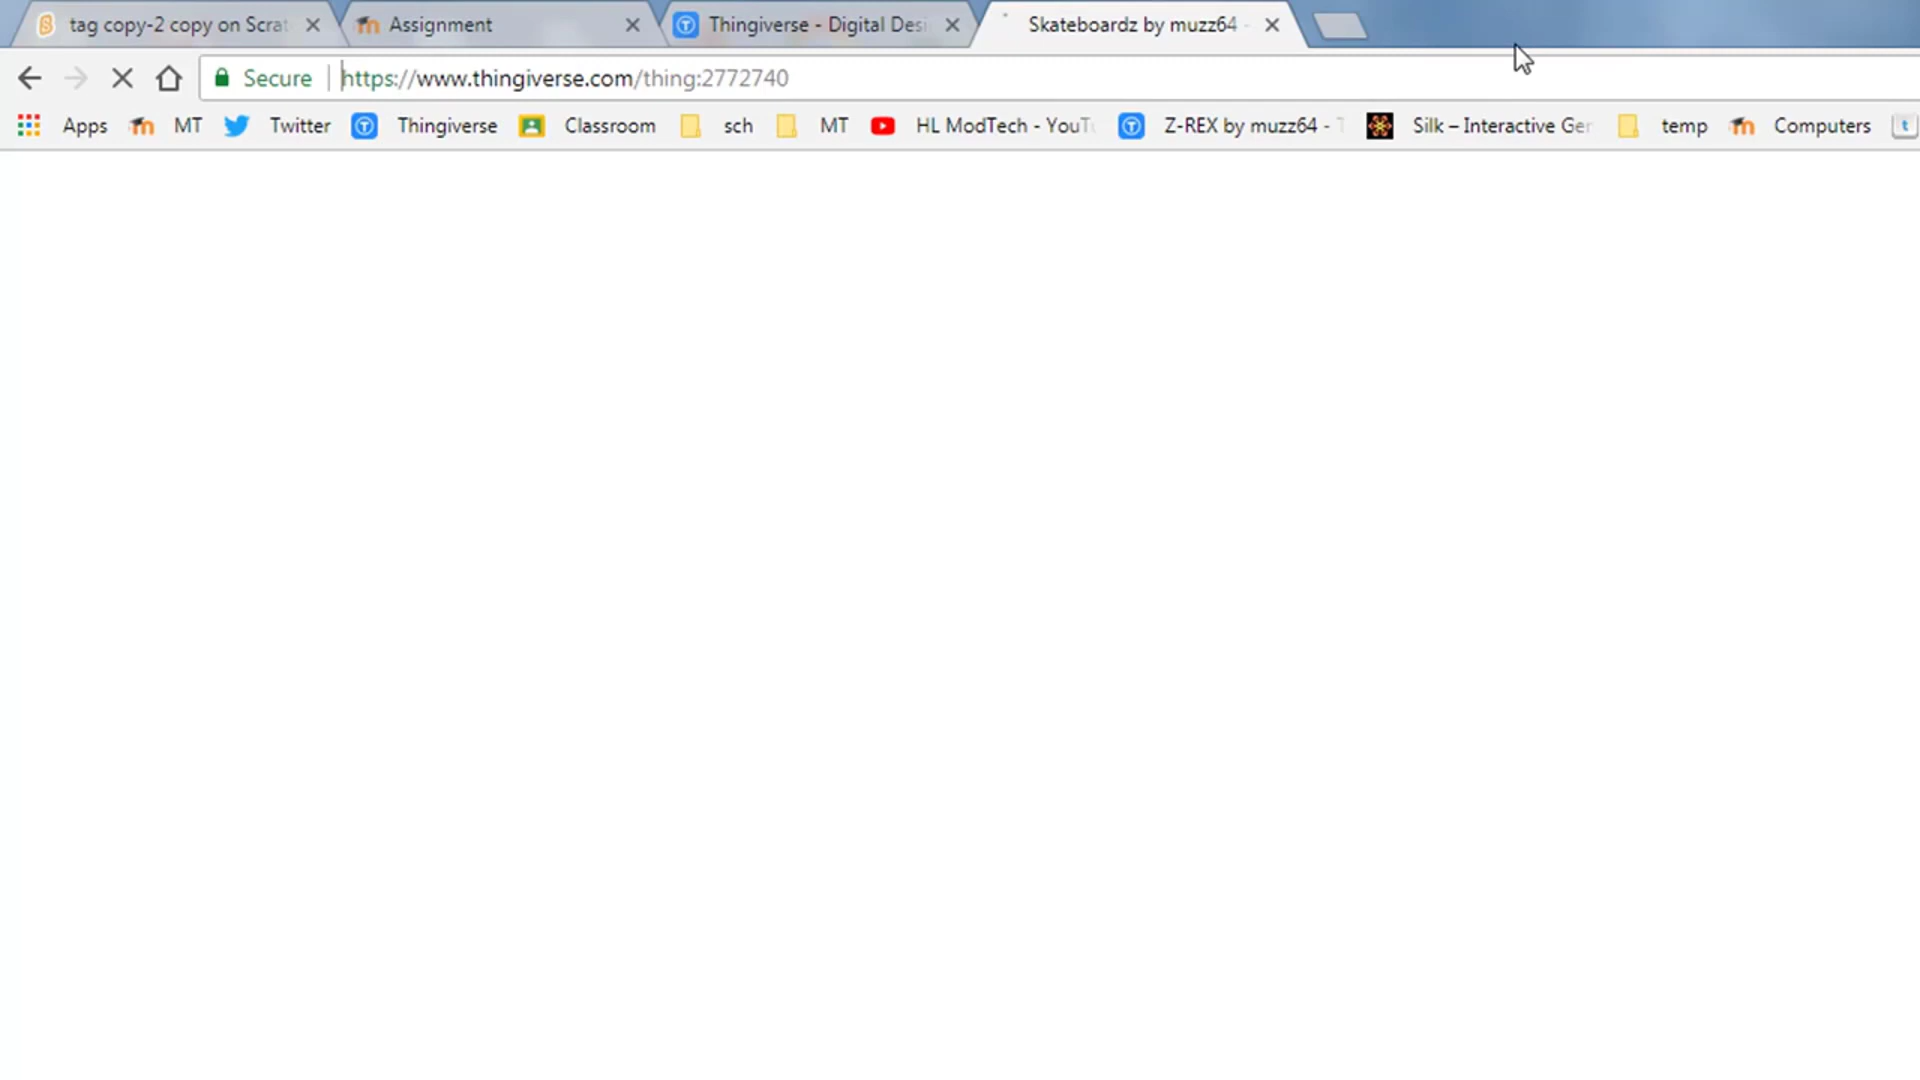 tag copy-2 copy on Scrat
Assignment
Thingiverse - Digital Desi
Skateboardz by muzz64 -
Secure
https://www.thingiverse.com/thing:2772740
Apps
MT
Twitter
Thingiverse
Classroom
sch
MT
HL ModTech - YouTu
Z-REX by muzz64 - T
Silk – Interactive Ger
temp
Computers
t